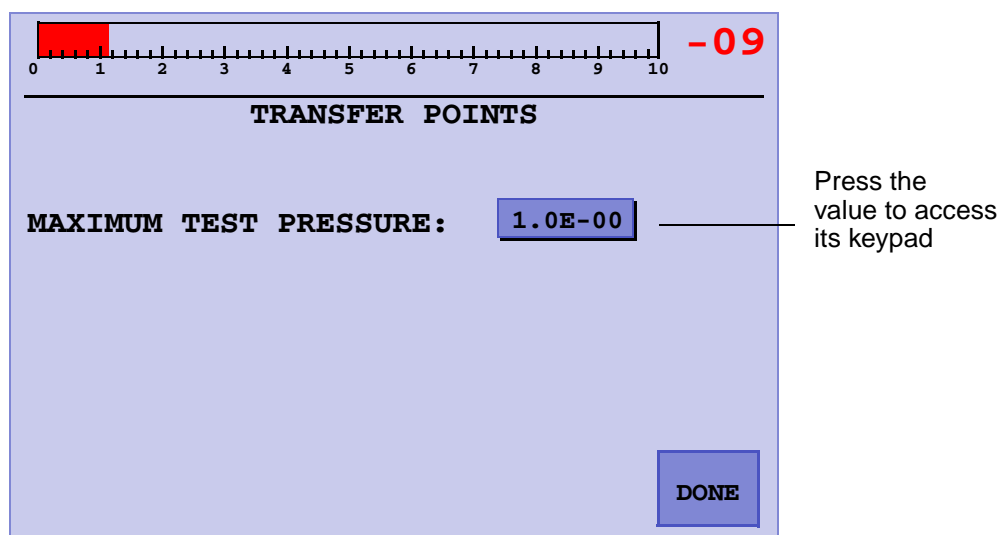 -09
0 1 2 3 4 5 6 7 8 9 10
TRANSFER POINTS
MAXIMUM TEST PRESSURE: 1.0E-00
Press the
value to access
its keypad
DONE